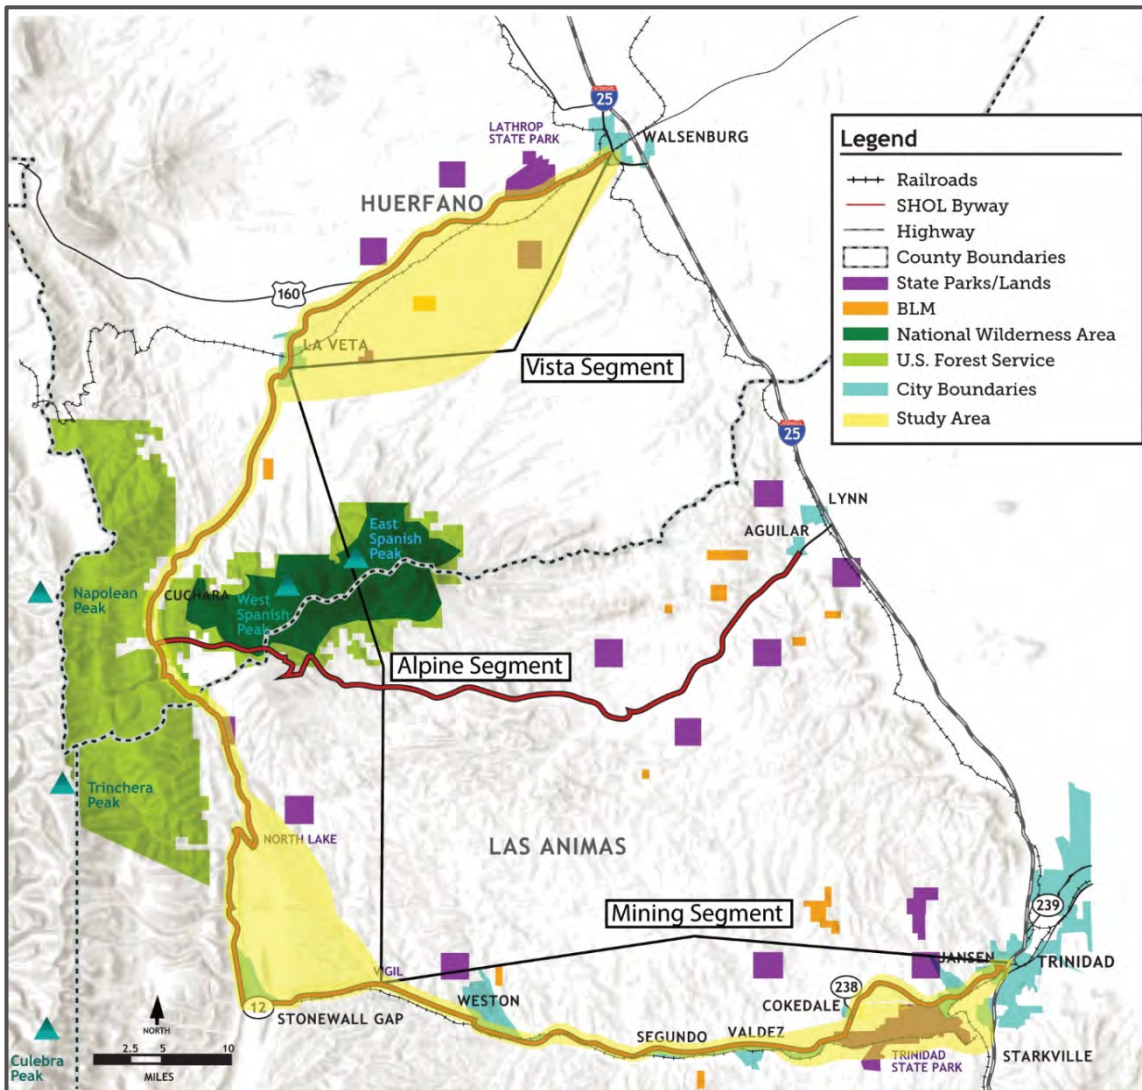 25
LATHROP
STATE PARK
WALSENBURG
HUERFANO
160
LA VETA
Vista Segment
Legend
Railroads
SHOL Byway
Highway
County Boundaries
State Parks/Lands
BLM
National Wilderness Area
U.S. Forest Service
City Boundaries
Study Area
25
LYNN
AGUILAR
East
Spanish
Peak
Napolean
Peak
CUCHARA
West
Spanish
Peak
Alpine Segment
Trinchera
Peak
NORTH LAKE
LAS ANIMAS
Mining Segment
239
JANSEN
TRINIDAD
VIGIL
WESTON
238
COKEDALE
12
STONEWALL GAP
SEGUNDO
VALDEZ
TRINIDAD
STATE PARK
STARKVILLE
NORTH
2.5 5 10
MILES
Culebra
Peak